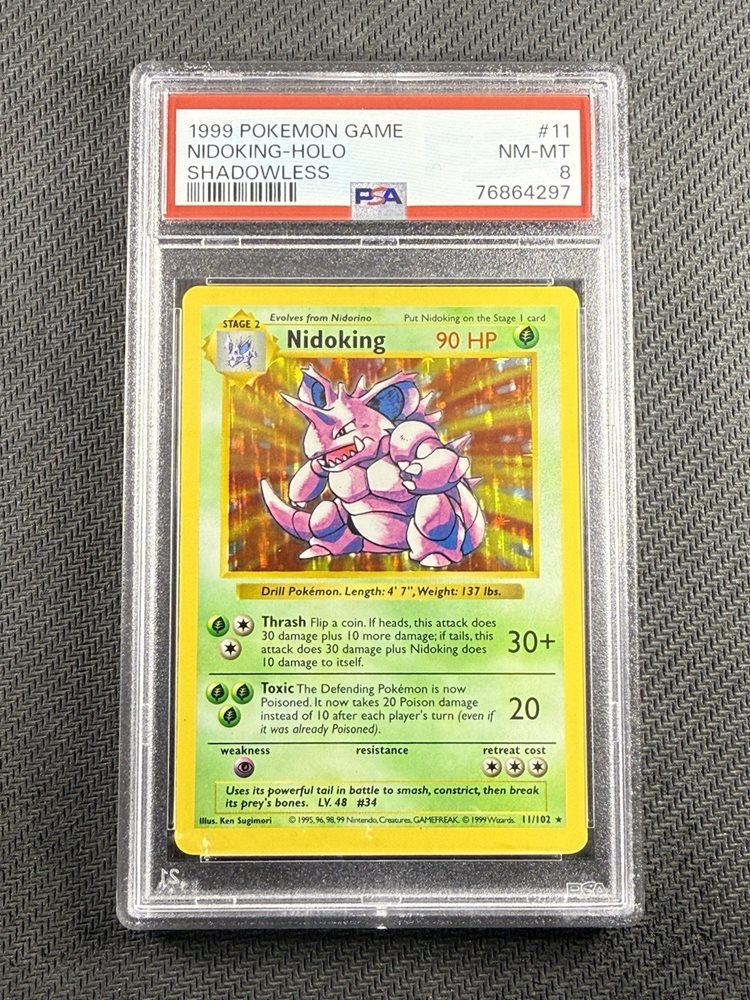 1999 POKEMON GAME #11
NIDOKING-HOLO NM-MT
SHADOWLESS 8
PSA 76864297
Evolves from Nidorino Put Nidoking on the Stage 1 card
STAGE 2
Nidoking 90 HP
Drill Pokémon. Length: 4' 7", Weight: 137 lbs.
Thrash Flip a coin. If heads, this attack does
30 damage plus 10 more damage; if tails, this
attack does 30 damage plus Nidoking does
10 damage to itself.
30+
Toxic The Defending Pokémon is now
Poisoned. It now takes 20 Poison damage
instead of 10 after each player's turn (even if
it was already Poisoned).
20
weakness resistance retreat cost
Uses its powerful tail in battle to smash, constrict, then break
its prey's bones. LV. 48 #34
Illus. Ken Sugimori © 1995, 96, 98, 99 Nintendo, Creatures, GAMEFREAK. © 1999 Wizards. 11/102 ★
PSA